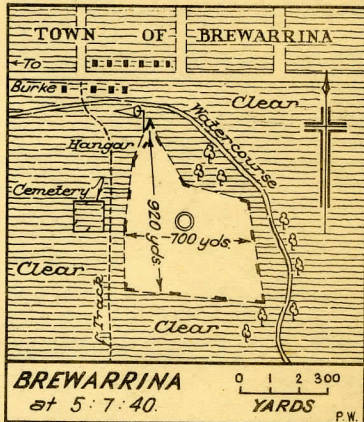 TOWN OF BREWARRINA
←To
Burke
Clear
Watercourse
Hangar
Cemetery
920 yds.
700 yds.
Clear
Track
Clear
BREWARRINA
at 5:7:40.
0 1 2 300
YARDS
P.W.